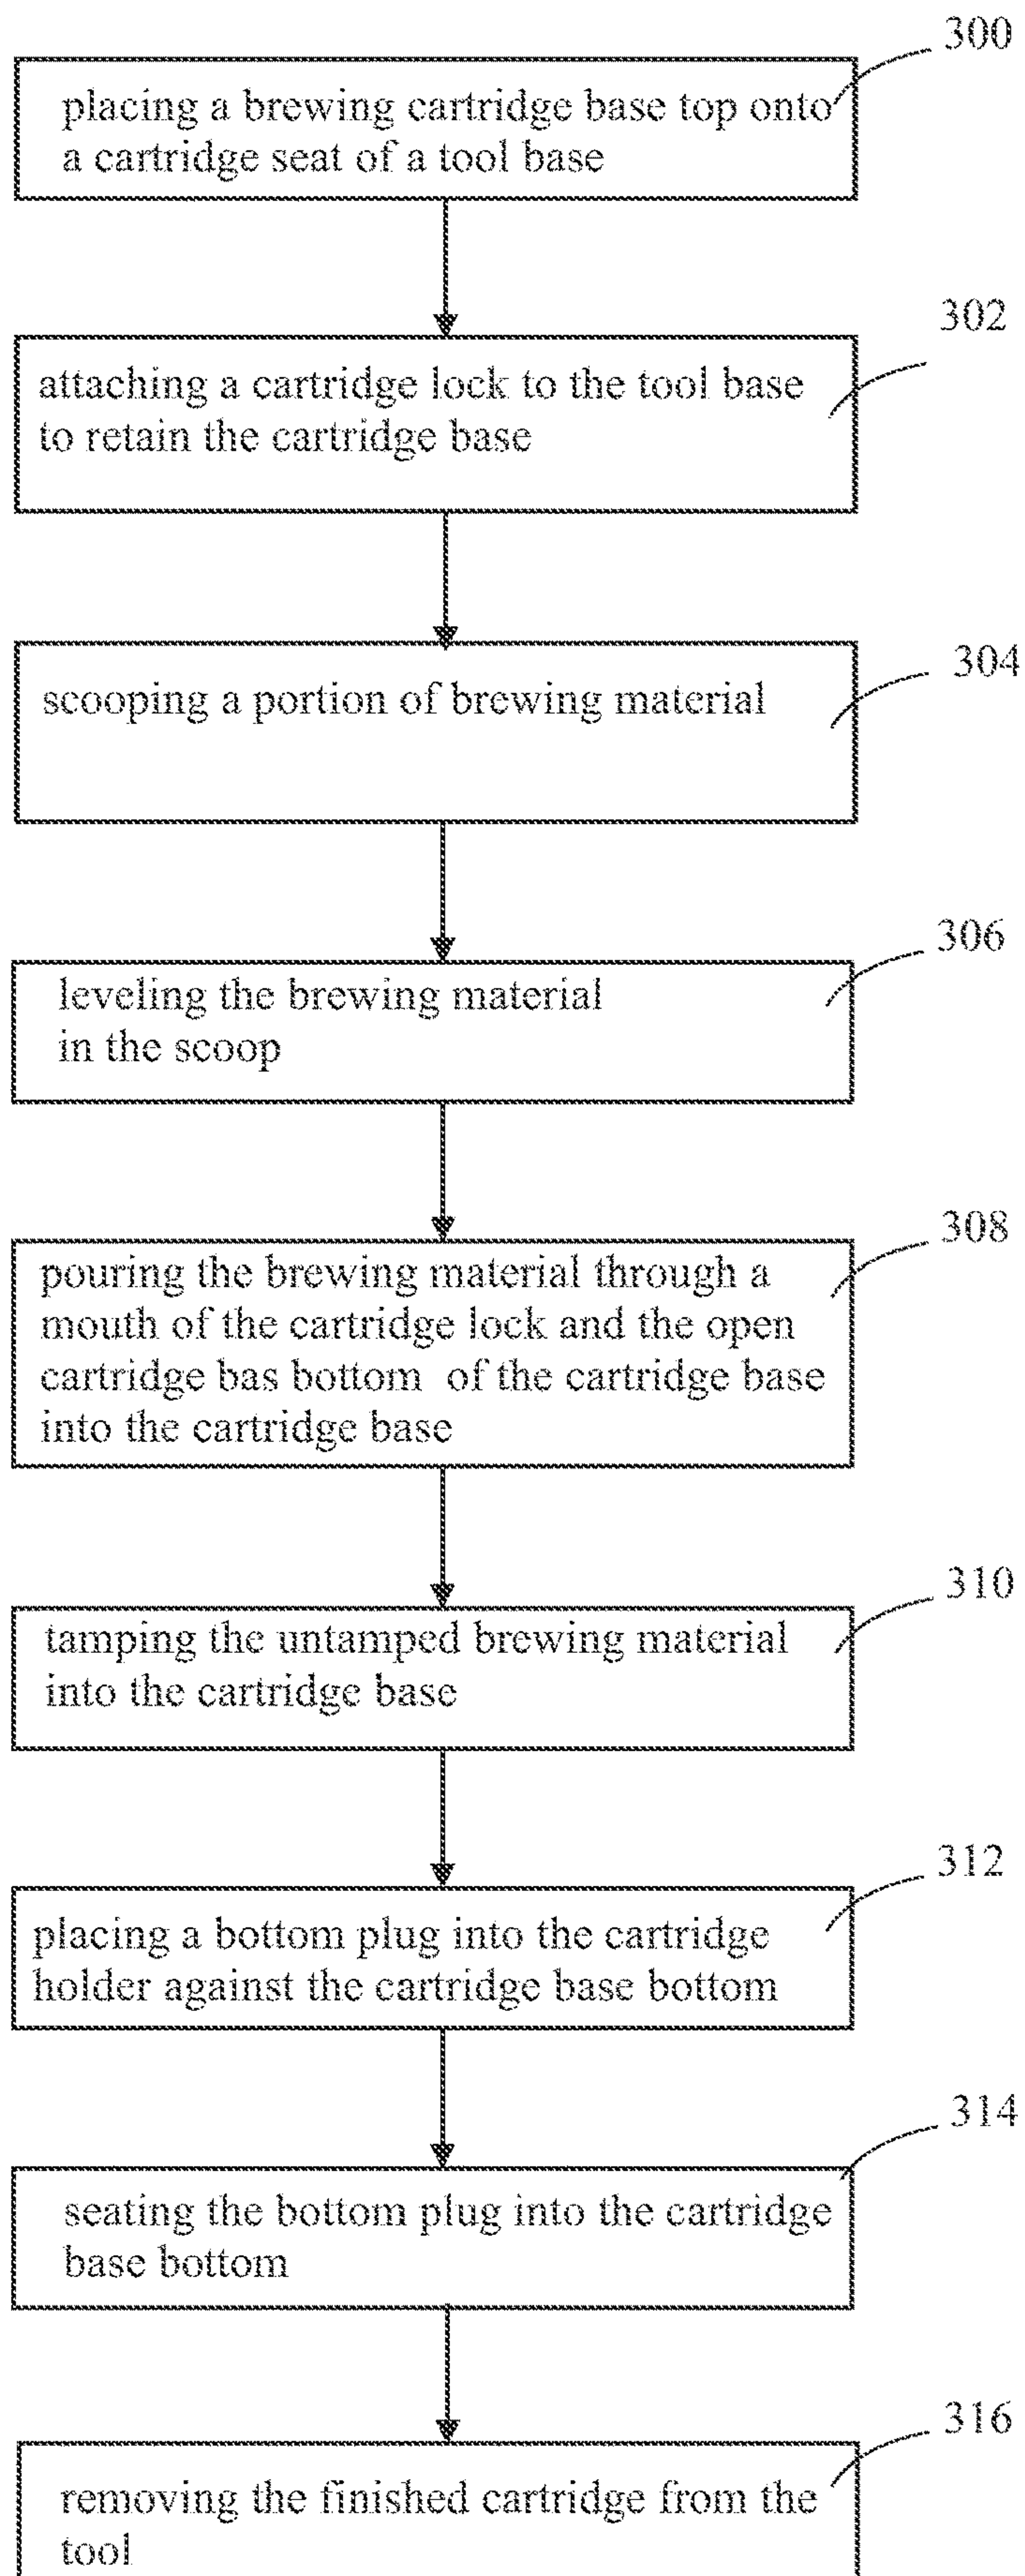 300
placing a brewing cartridge base top onto
a cartridge seat of a tool base
302
attaching a cartridge lock to the tool base
to retain the cartridge base
304
scooping a portion of brewing material
306
leveling the brewing material
in the scoop
308
pouring the brewing material through a
mouth of the cartridge lock and the open
cartridge bas bottom of the cartridge base
into the cartridge base
310
tamping the untamped brewing material
into the cartridge base
312
placing a bottom plug into the cartridge
holder against the cartridge base bottom
314
seating the bottom plug into the cartridge
base bottom
316
removing the finished cartridge from the
tool